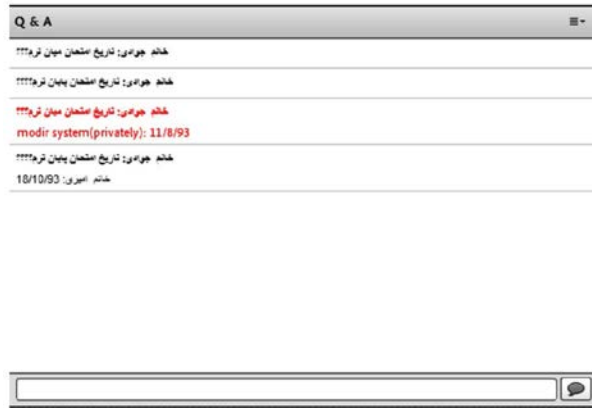 Q & A
خانم جوادی: تاریخ امتحان میان ترم؟؟؟
خانم جوادی: تاریخ امتحان پایان ترم؟؟؟؟
خانم جوادی: تاریخ امتحان میان ترم؟؟؟
modir system(privately): 11/8/93
خانم جوادی: تاریخ امتحان پایان ترم؟؟؟؟
خانم امیری: 18/10/93